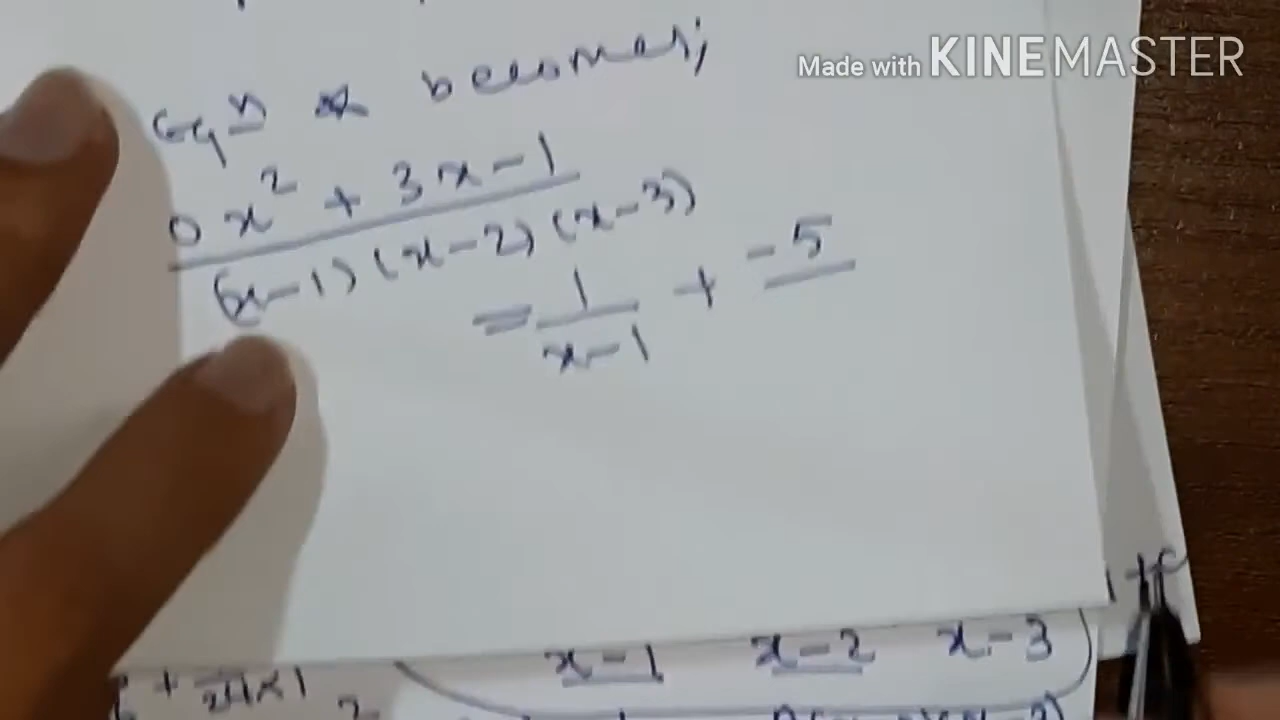 Made with KINEMASTER
Eqn * becomes;
0x² + 3x-1
(x-1)(x-2)(x-3)
= 1/(x-1) + -5
x-1 x-2 x-3